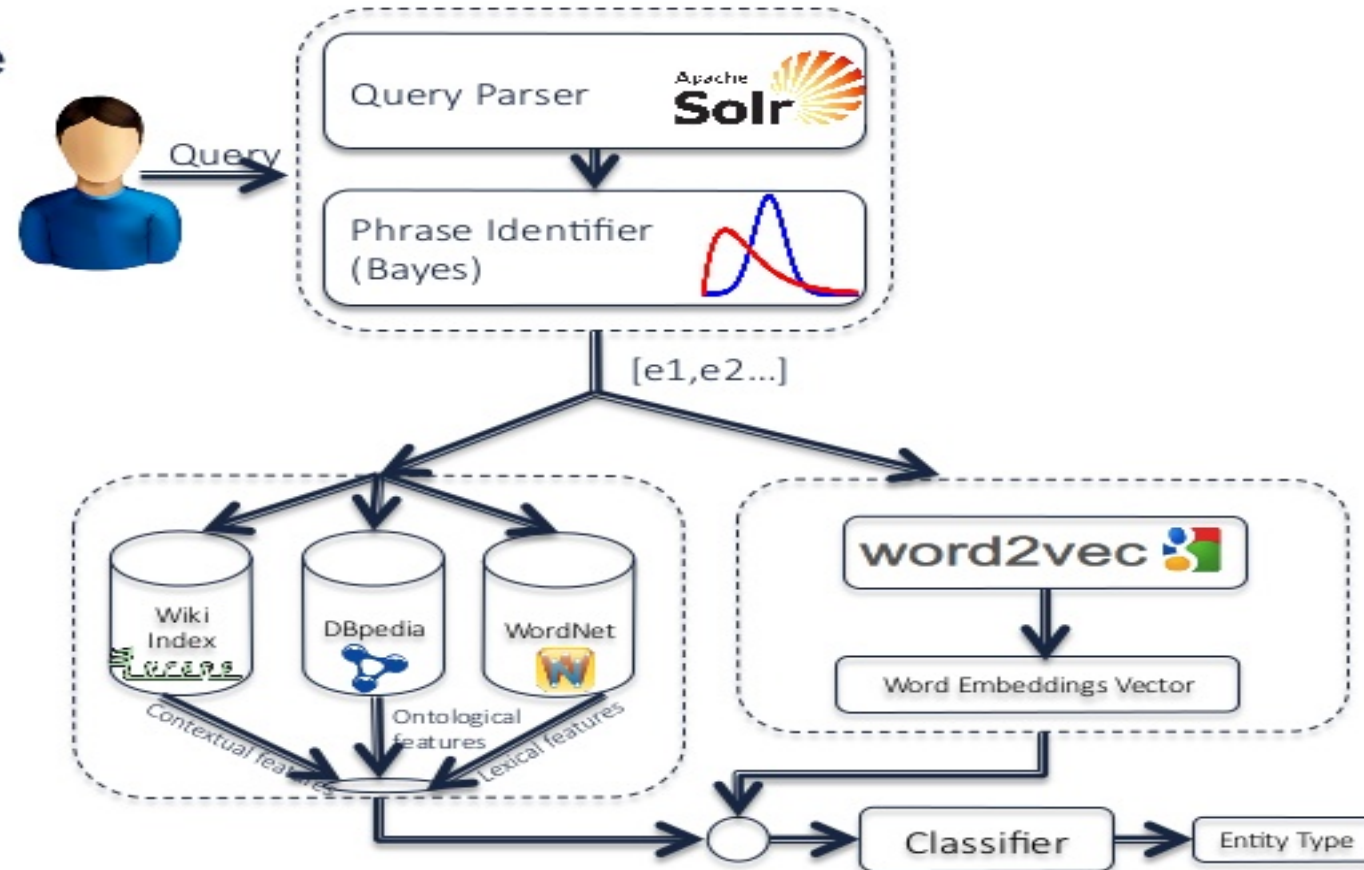 e
Query
Query Parser
Apache
Solr
Phrase Identifier
(Bayes)
[e1,e2...]
Wiki
Index
DBpedia
WordNet
Contextual features
Ontological
features
Lexical features
word2vec
Word Embeddings Vector
Classifier
Entity Type